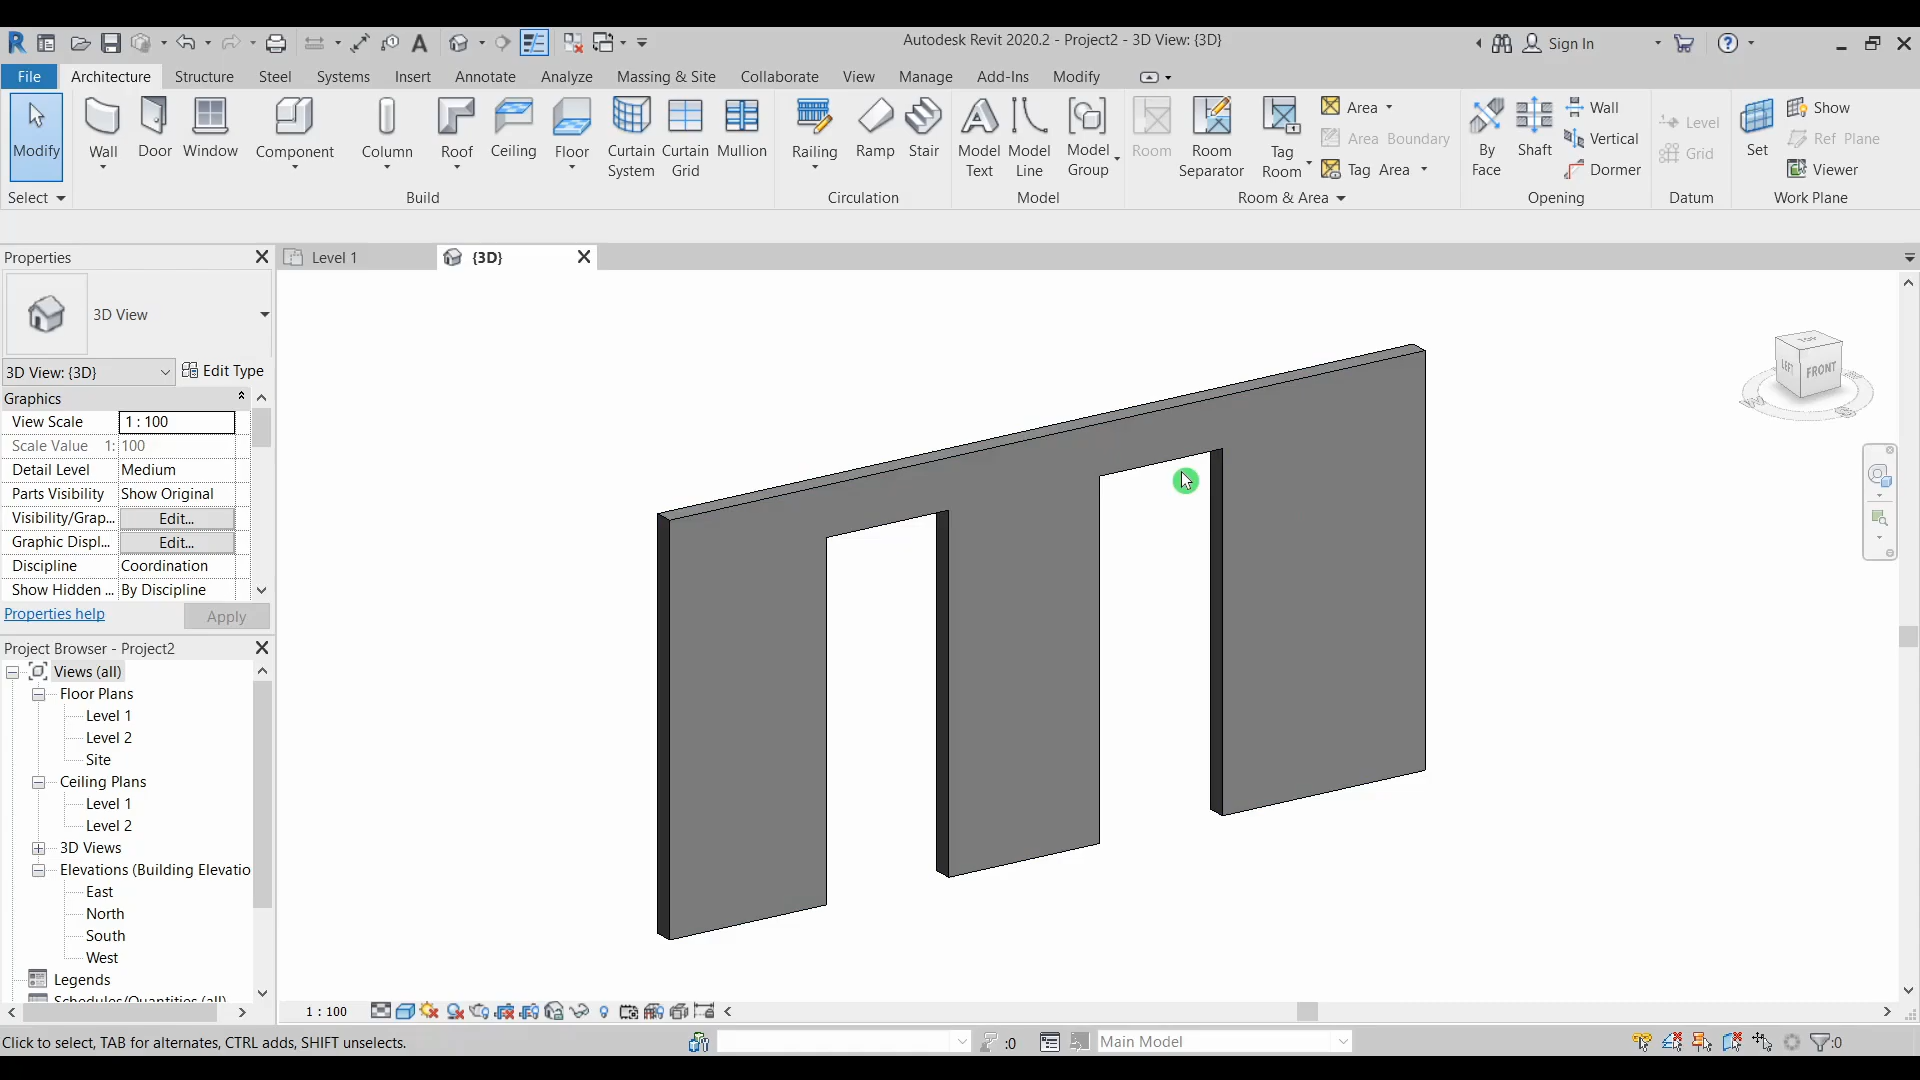 Autodesk Revit 2020.2 - Project2 - 3D View: {3D}
Sign In
File Architecture Structure Steel Systems Insert Annotate Analyze Massing & Site Collaborate View Manage Add-Ins Modify
Modify
Wall
Door
Window
Component
Column
Roof
Ceiling
Floor
Curtain System
Curtain Grid
Mullion
Railing
Ramp
Stair
Model Text
Model Line
Model Group
Room
Room Separator
Tag Room
Area
Area Boundary
Tag Area
By Face
Shaft
Wall
Vertical
Dormer
Level
Grid
Set
Show
Ref Plane
Viewer
Select
Build
Circulation
Model
Room & Area
Opening
Datum
Work Plane
Properties
Level 1
{3D}
3D View
3D View: {3D}
Edit Type
Graphics
View Scale 1 : 100
Scale Value 1: 100
Detail Level Medium
Parts Visibility Show Original
Visibility/Grap... Edit...
Graphic Displ... Edit...
Discipline Coordination
Show Hidden ... By Discipline
Properties help
Apply
Project Browser - Project2
Views (all)
Floor Plans
Level 1
Level 2
Site
Ceiling Plans
Level 1
Level 2
3D Views
Elevations (Building Elevatio
East
North
South
West
Legends
Schedules/Quantities (all)
TOP
LEFT
FRONT
1 : 100
Click to select, TAB for alternates, CTRL adds, SHIFT unselects.
:0
Main Model
:0